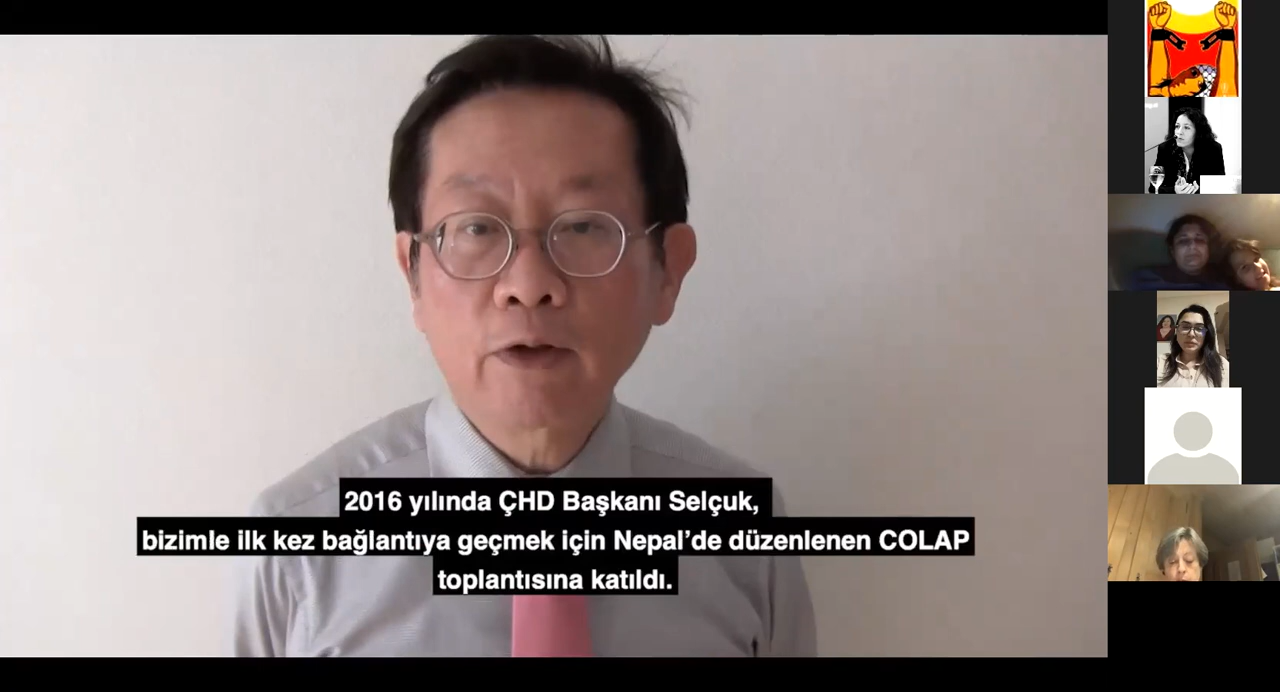 2016 yılında ÇHD Başkanı Selçuk,
bizimle ilk kez bağlantıya geçmek için Nepal’de düzenlenen COLAP
toplantısına katıldı.